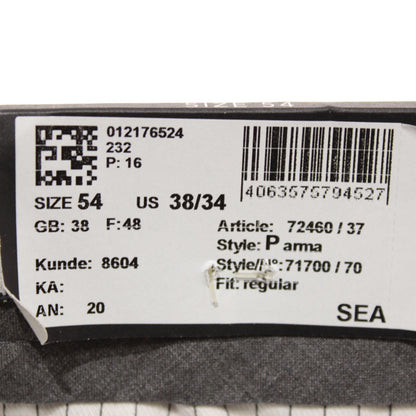 SIZE 54
012176524
232
P: 16
4063575794527
SIZE 54 US 38/34
GB: 38 F:48
Article: 72460 / 37
Style: Parma
Kunde: 8604
Style/Nº:71700 / 70
KA:
Fit: regular
AN: 20
SEA